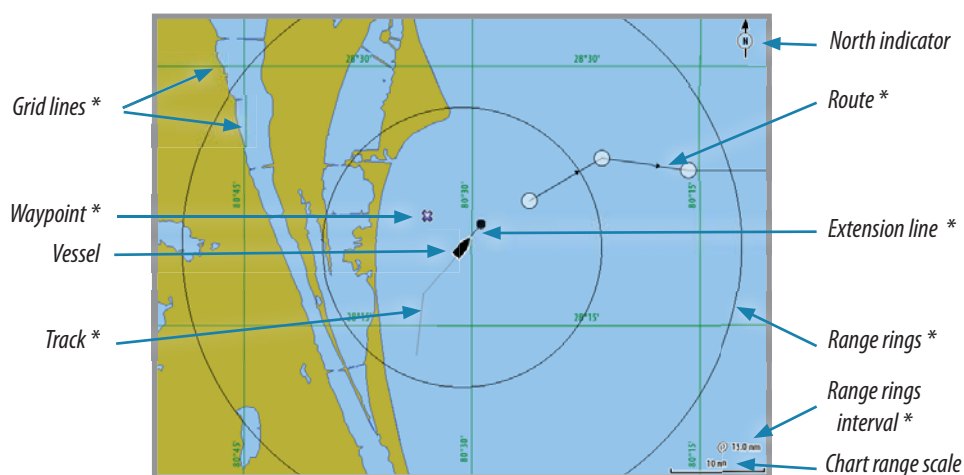 North indicator
N
28°30'
28°30'
Grid lines *
Route *
80°45'
80°30'
80°15'
Waypoint *
Extension line *
Vessel
28°15'
28°15'
Track *
Range rings *
Range rings
interval *
15.0 nm
10 nm
80°45'
80°30'
80°15'
Chart range scale